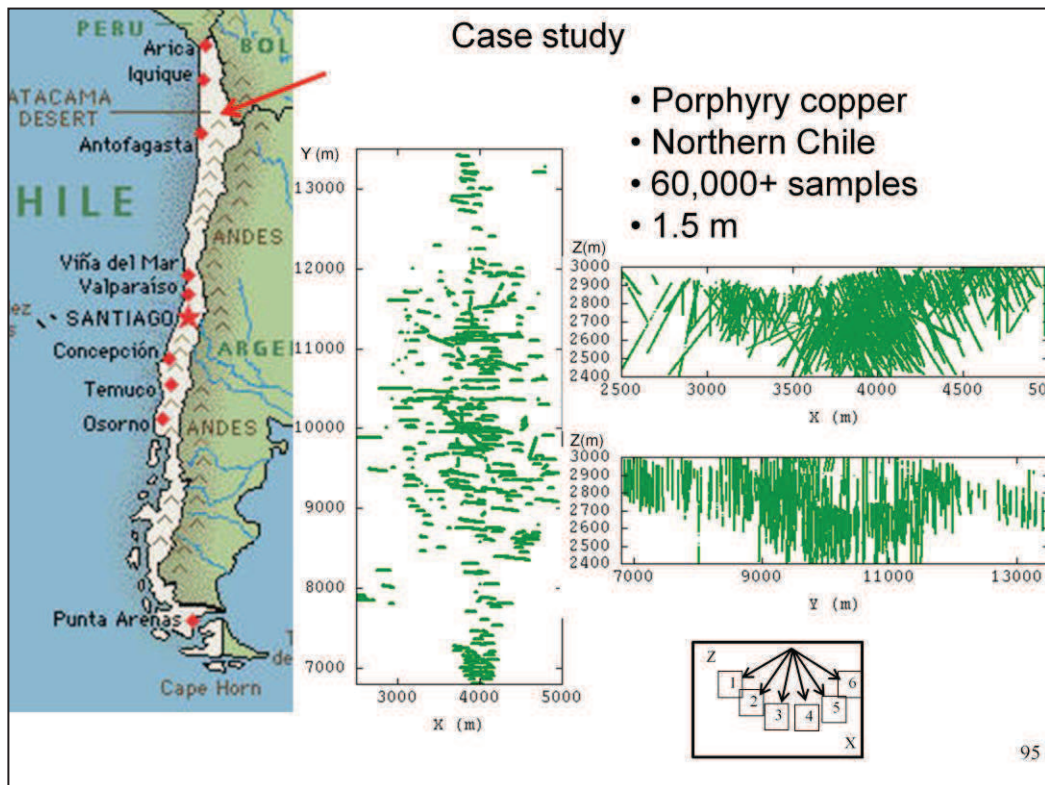 Case study
• Porphyry copper
• Northern Chile
• 60,000+ samples
• 1.5 m
PERU
BOL
Arica
Iquique
ATACAMA
DESERT
Antofagasta
HILE
ANDES
Viña del Mar
Valparaíso
SANTIAGO
Concepción
ARGE
Temuco
Osorno
ANDES
Punta Arenas
Cape Horn
Y (m)
13000
12000
11000
10000
9000
8000
7000
3000 4000 5000
X (m)
Z(m)
3000
2900
2800
2700
2600
2500
2400
2500 3000 3500 4000 4500 50
X (m)
Z(m)
3000
2900
2800
2700
2600
2500
2400
7000 9000 11000 13000
Y (m)
Z
1 2 3 4 5 6
X
95